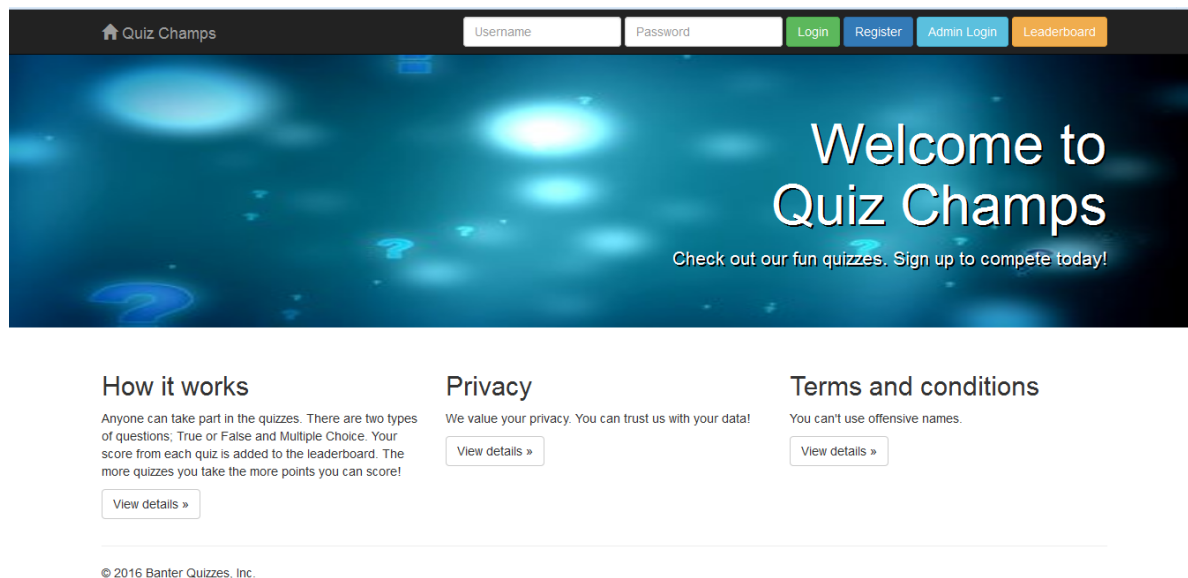 Quiz Champs
Username
Password
Login
Register
Admin Login
Leaderboard
Welcome to
Quiz Champs
Check out our fun quizzes. Sign up to compete today!
How it works
Anyone can take part in the quizzes. There are two types
of questions; True or False and Multiple Choice. Your
score from each quiz is added to the leaderboard. The
more quizzes you take the more points you can score!
View details »
Privacy
We value your privacy. You can trust us with your data!
View details »
Terms and conditions
You can't use offensive names.
View details »
© 2016 Banter Quizzes, Inc.